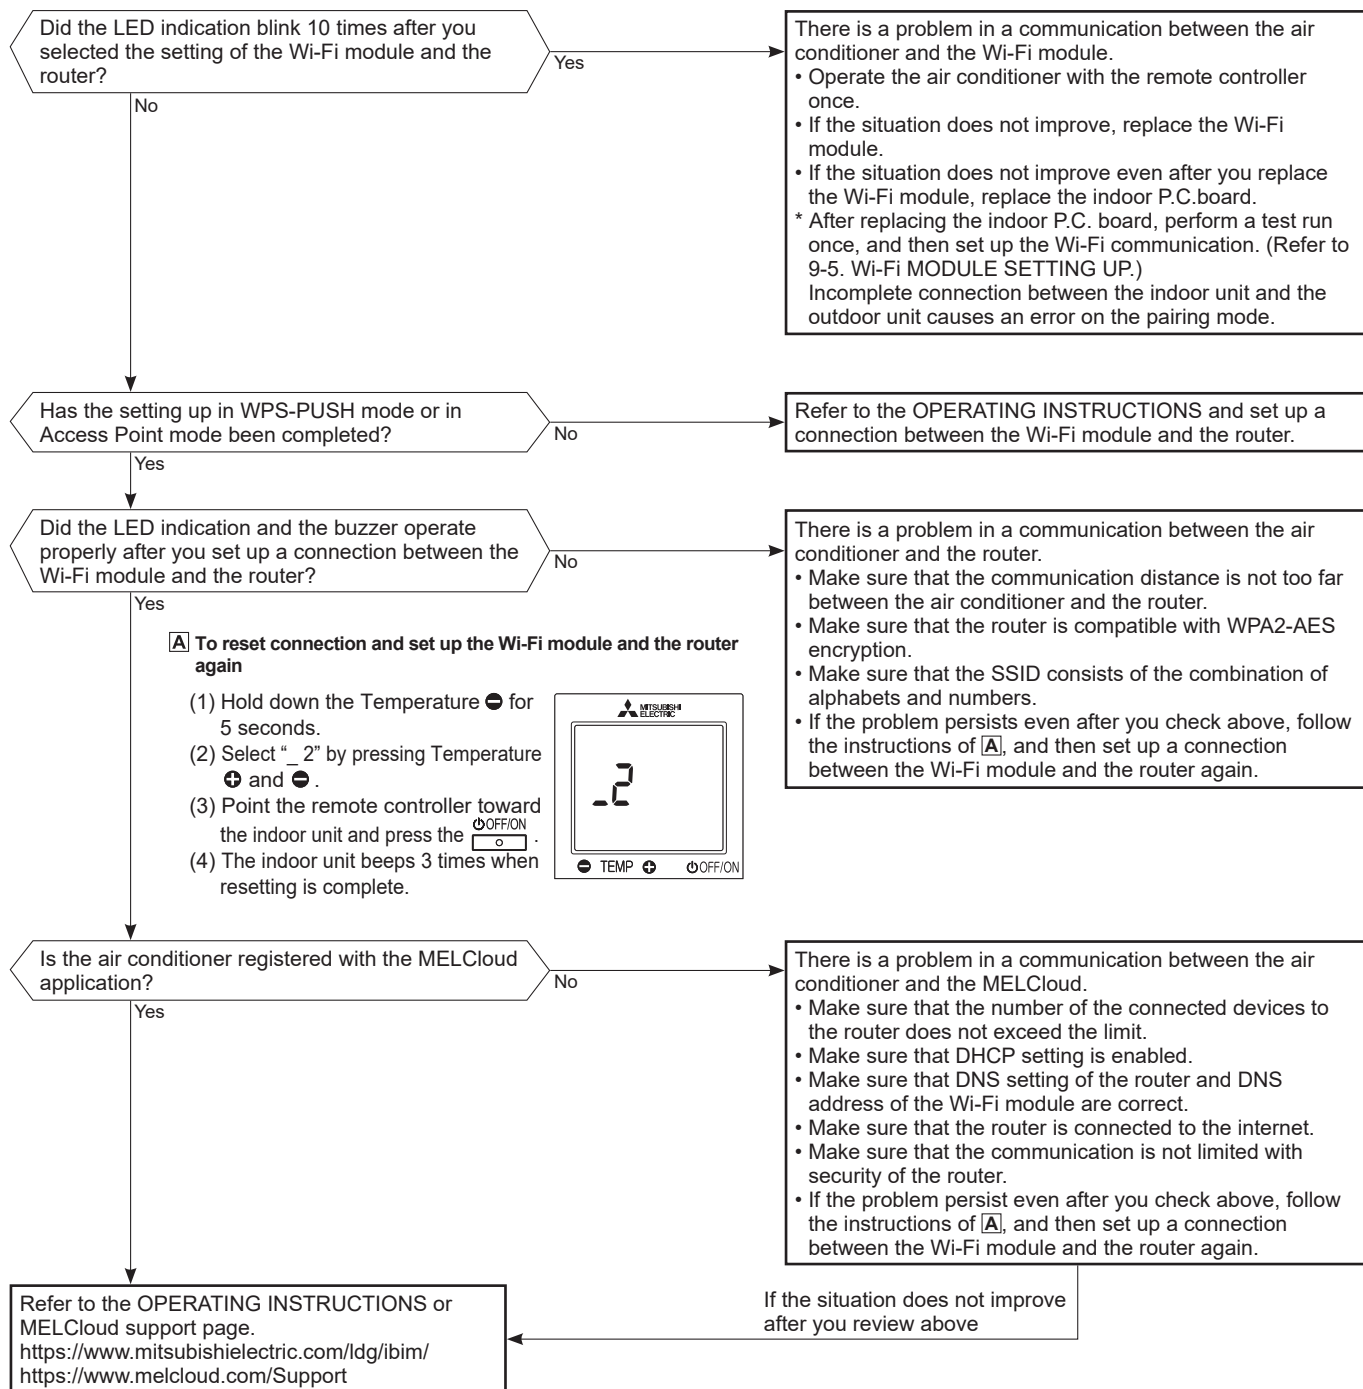 Did the LED indication blink 10 times after you
selected the setting of the Wi-Fi module and the
router?
Yes
No
There is a problem in a communication between the air
conditioner and the Wi-Fi module.
• Operate the air conditioner with the remote controller
once.
• If the situation does not improve, replace the Wi-Fi
module.
• If the situation does not improve even after you replace
the Wi-Fi module, replace the indoor P.C.board.
* After replacing the indoor P.C. board, perform a test run
once, and then set up the Wi-Fi communication. (Refer to
9-5. Wi-Fi MODULE SETTING UP.)
Incomplete connection between the indoor unit and the
outdoor unit causes an error on the pairing mode.
Has the setting up in WPS-PUSH mode or in
Access Point mode been completed?
No
Yes
Refer to the OPERATING INSTRUCTIONS and set up a
connection between the Wi-Fi module and the router.
Did the LED indication and the buzzer operate
properly after you set up a connection between the
Wi-Fi module and the router?
No
Yes
There is a problem in a communication between the air
conditioner and the router.
• Make sure that the communication distance is not too far
between the air conditioner and the router.
• Make sure that the router is compatible with WPA2-AES
encryption.
• Make sure that the SSID consists of the combination of
alphabets and numbers.
• If the problem persists even after you check above, follow
the instructions of A, and then set up a connection
between the Wi-Fi module and the router again.
A To reset connection and set up the Wi-Fi module and the router
again
(1) Hold down the Temperature ⊖ for
5 seconds.
(2) Select “_ 2” by pressing Temperature
⊕ and ⊖ .
(3) Point the remote controller toward
the indoor unit and press the ⏻OFF/ON .
(4) The indoor unit beeps 3 times when
resetting is complete.
MITSUBISHI
ELECTRIC
_2
⊖ TEMP ⊕ ⏻OFF/ON
Is the air conditioner registered with the MELCloud
application?
No
Yes
There is a problem in a communication between the air
conditioner and the MELCloud.
• Make sure that the number of the connected devices to
the router does not exceed the limit.
• Make sure that DHCP setting is enabled.
• Make sure that DNS setting of the router and DNS
address of the Wi-Fi module are correct.
• Make sure that the router is connected to the internet.
• Make sure that the communication is not limited with
security of the router.
• If the problem persist even after you check above, follow
the instructions of A, and then set up a connection
between the Wi-Fi module and the router again.
If the situation does not improve
after you review above
Refer to the OPERATING INSTRUCTIONS or
MELCloud support page.
https://www.mitsubishielectric.com/ldg/ibim/
https://www.melcloud.com/Support